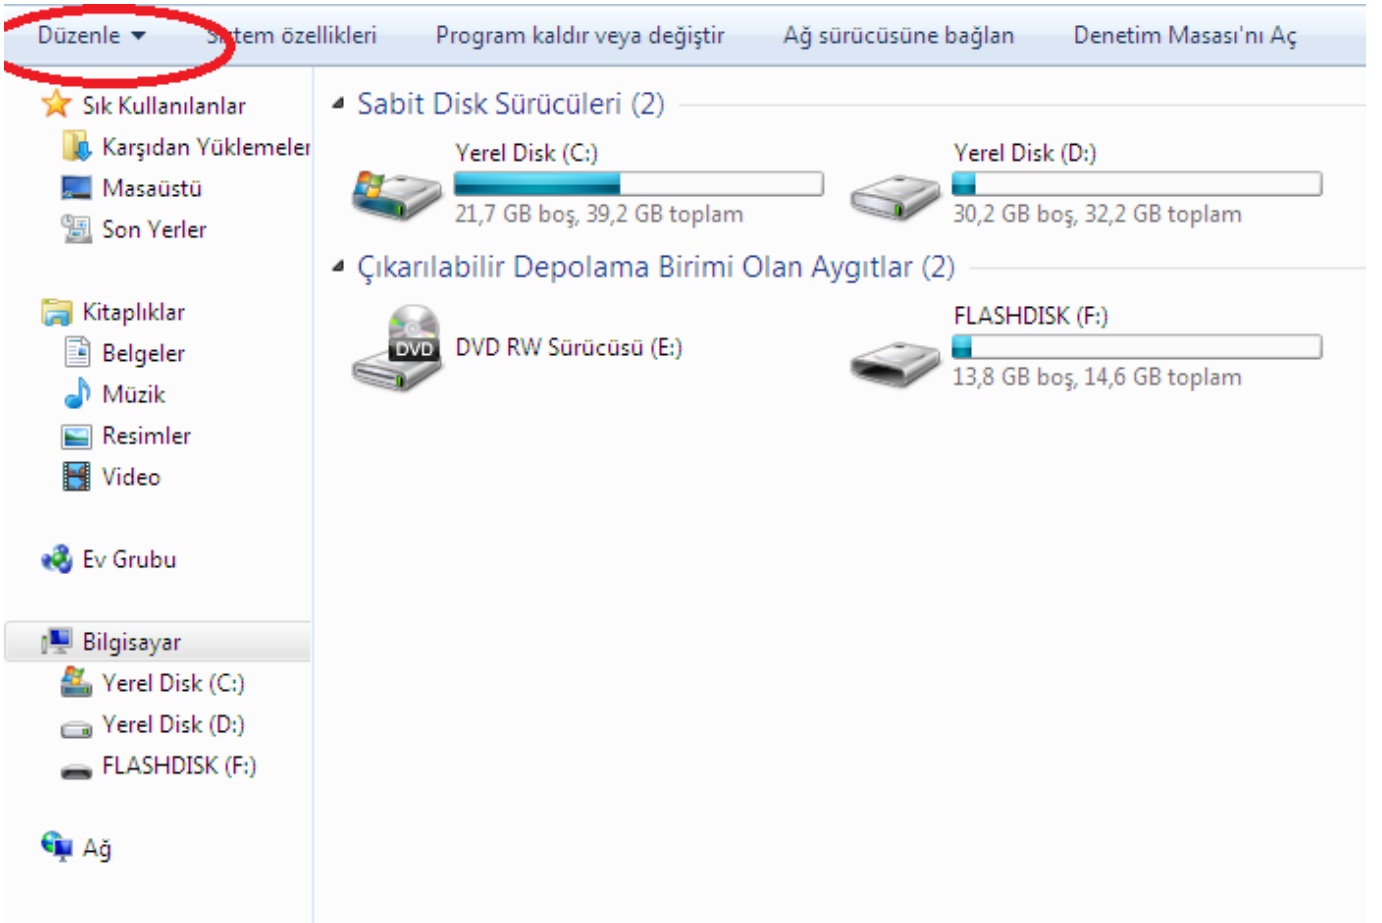 Düzenle
Sistem özellikleri
Program kaldır veya değiştir
Ağ sürücüsüne bağlan
Denetim Masası'nı Aç
Sık Kullanılanlar
Karşıdan Yüklemeler
Masaüstü
Son Yerler
Kitaplıklar
Belgeler
Müzik
Resimler
Video
Ev Grubu
Bilgisayar
Yerel Disk (C:)
Yerel Disk (D:)
FLASHDISK (F:)
Ağ
Sabit Disk Sürücüleri (2)
Yerel Disk (C:)
21,7 GB boş, 39,2 GB toplam
Yerel Disk (D:)
30,2 GB boş, 32,2 GB toplam
Çıkarılabilir Depolama Birimi Olan Aygıtlar (2)
DVD
DVD RW Sürücüsü (E:)
FLASHDISK (F:)
13,8 GB boş, 14,6 GB toplam